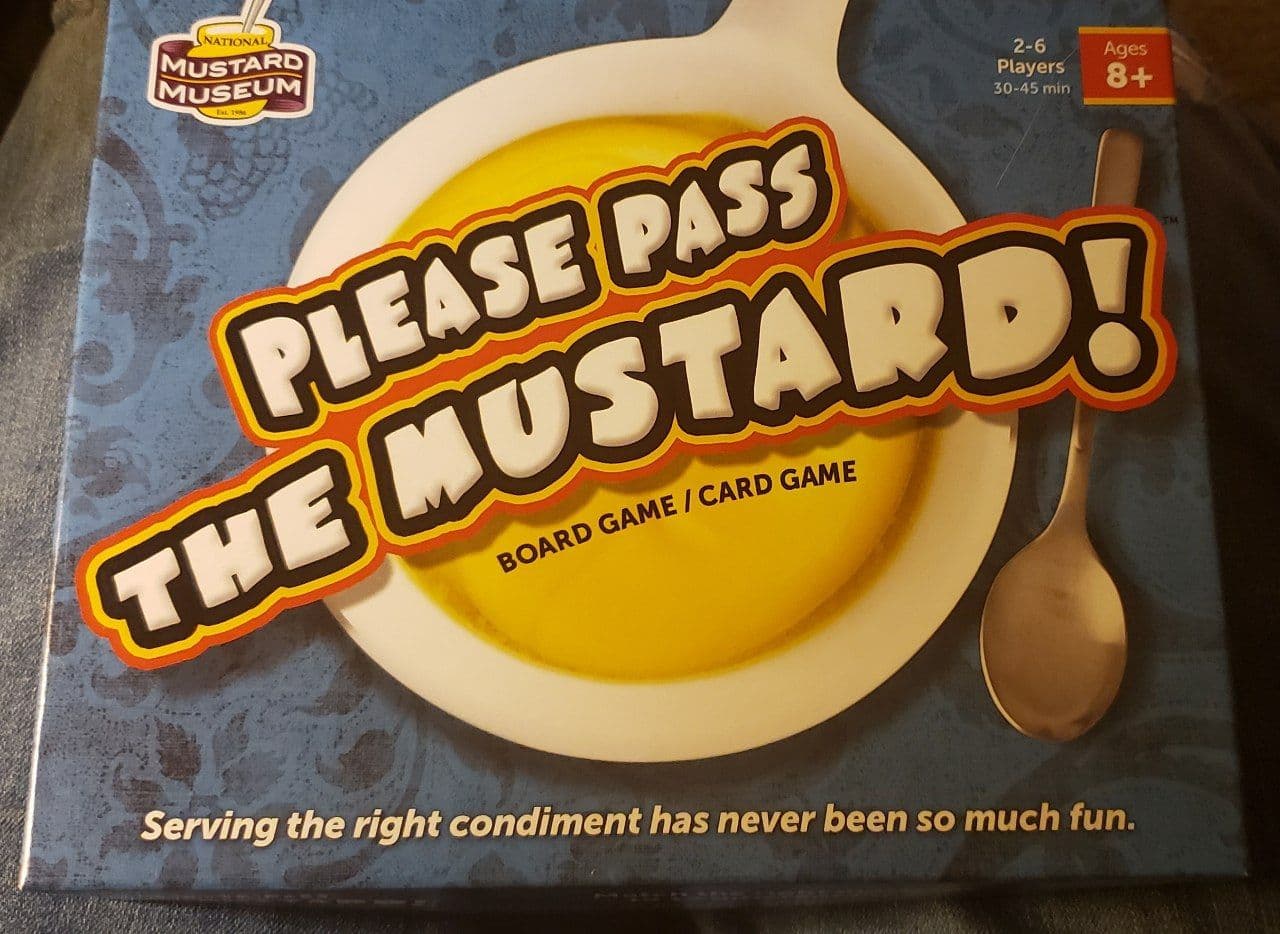 NATIONAL
MUSTARD
MUSEUM
Est. 1986
2-6
Players
30-45 min
Ages
8+
PLEASE PASS
THE MUSTARD!
TM
BOARD GAME / CARD GAME
Serving the right condiment has never been so much fun.